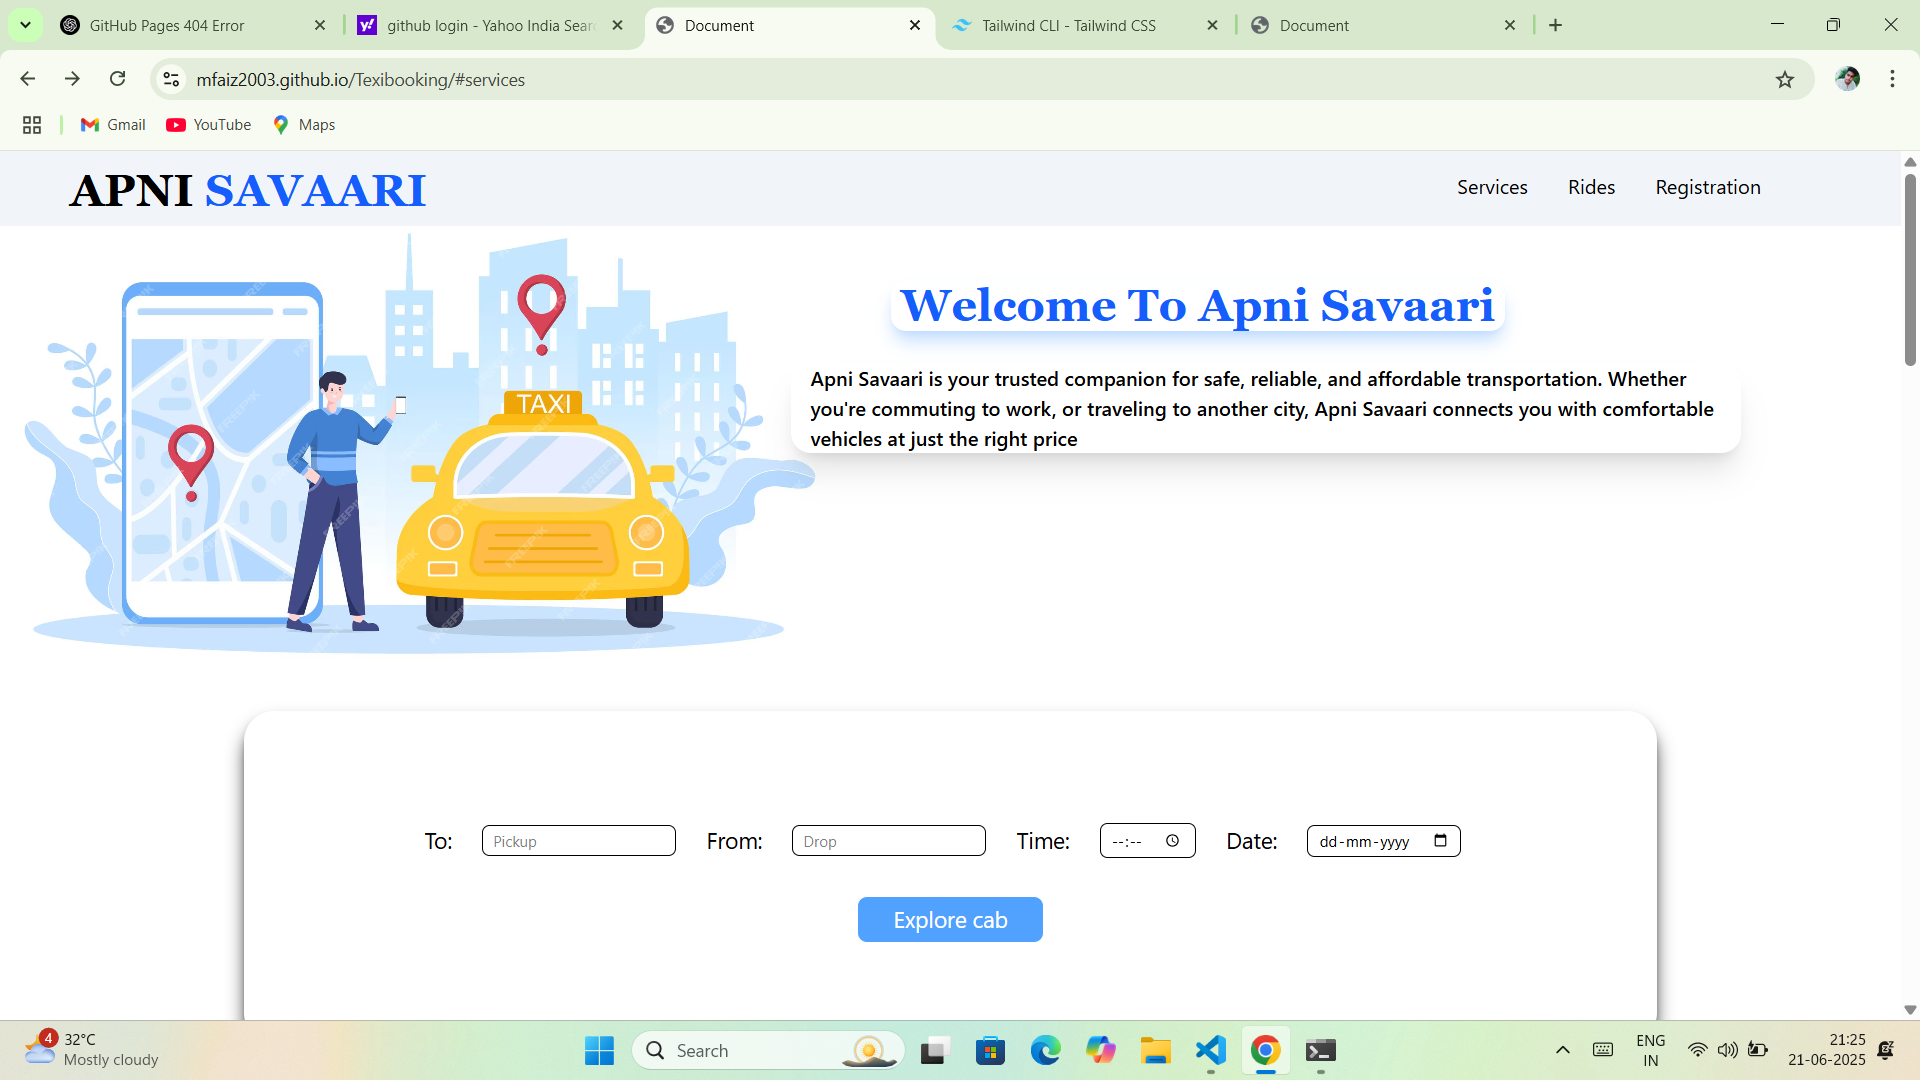 GitHub Pages 404 Error
github login - Yahoo India Sear
Document
Tailwind CLI - Tailwind CSS
Document
mfaiz2003.github.io/Texibooking/#services
Gmail
YouTube
Maps
APNI SAVAARI
Services
Rides
Registration
TAXI
Welcome To Apni Savaari
Apni Savaari is your trusted companion for safe, reliable, and affordable transportation. Whether
you're commuting to work, or traveling to another city, Apni Savaari connects you with comfortable
vehicles at just the right price
To:
Pickup
From:
Drop
Time:
--:--
Date:
dd-mm-yyyy
Explore cab
4
32°C
Mostly cloudy
Search
ENG
IN
21:25
21-06-2025